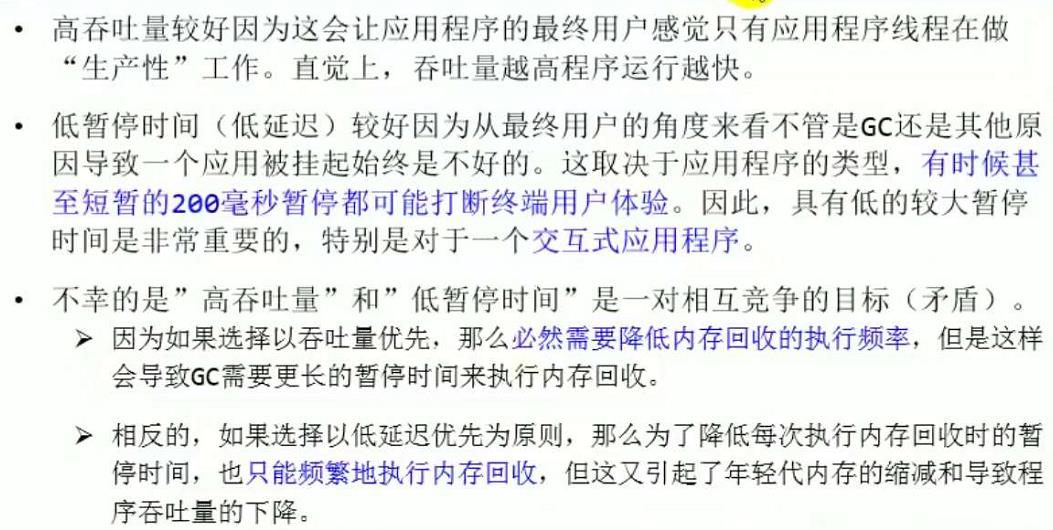 • 高吞吐量较好因为这会让应用程序的最终用户感觉只有应用程序线程在做
“生产性”工作。直觉上，吞吐量越高程序运行越快。
• 低暂停时间（低延迟）较好因为从最终用户的角度来看不管是GC还是其他原
因导致一个应用被挂起始终是不好的。这取决于应用程序的类型，有时候甚
至短暂的200毫秒暂停都可能打断终端用户体验。因此，具有低的较大暂停
时间是非常重要的，特别是对于一个交互式应用程序。
• 不幸的是”高吞吐量”和”低暂停时间”是一对相互竞争的目标（矛盾）。
➢ 因为如果选择以吞吐量优先，那么必然需要降低内存回收的执行频率，但是这样
会导致GC需要更长的暂停时间来执行内存回收。
➢ 相反的，如果选择以低延迟优先为原则，那么为了降低每次执行内存回收时的暂
停时间，也只能频繁地执行内存回收，但这又引起了年轻代内存的缩减和导致程
序吞吐量的下降。